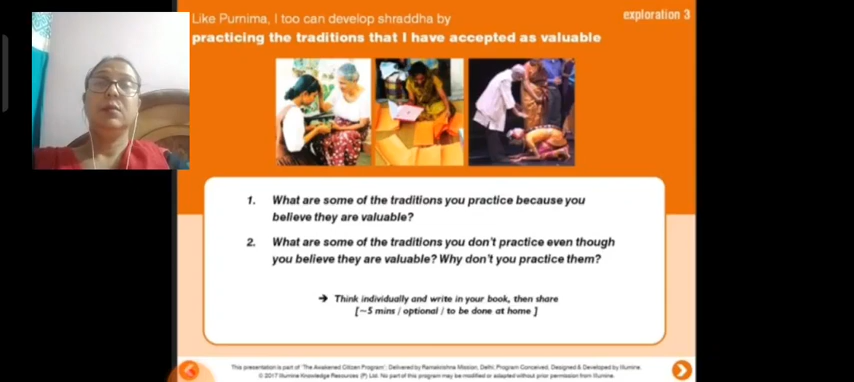 Like Purnima, I too can develop shraddha by
exploration 3
practicing the traditions that I have accepted as valuable
1. What are some of the traditions you practice because you
believe they are valuable?
2. What are some of the traditions you don't practice even though
you believe they are valuable? Why don't you practice them?
➔ Think individually and write in your book, then share
[~5 mins / optional / to be done at home ]
This presentation is part of 'The Awakened Citizen Program'; Delivered by Ramakrishna Mission, Delhi; Program Conceived, Designed & Developed by Illumine.
© 2017 Illumine Knowledge Resources (P) Ltd. No part of this program may be modified or adapted without prior permission from Illumine.